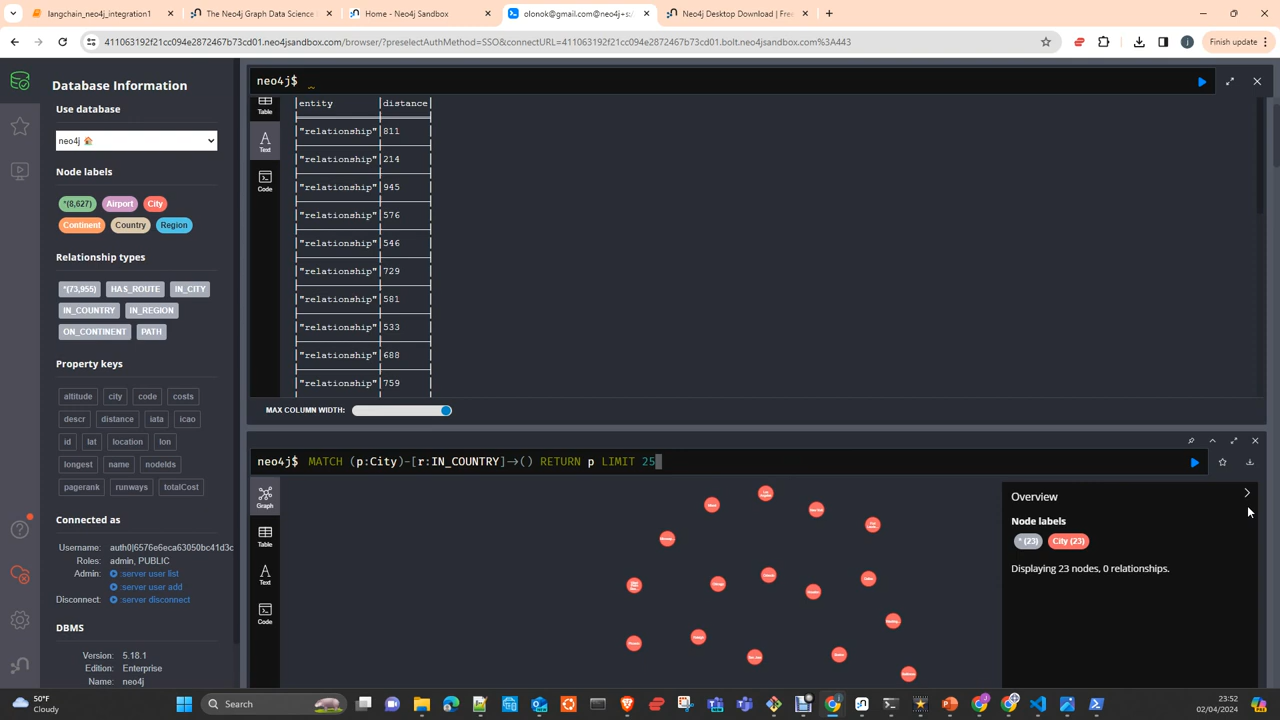 langchain_neo4j_integration1
The Neo4j Graph Data Science
Home - Neo4j Sandbox
olonok@gmail.com@neo4j+s:
Neo4j Desktop Download | Free
411063192f21cc094e2872467b73cd01.neo4jsandbox.com/browser/?preselectAuthMethod=SSO&connectURL=411063192f21cc094e2872467b73cd01.bolt.neo4jsandbox.com%3A443
Finish update
Database Information
Use database
neo4j
Node labels
*(8,627) Airport City
Continent Country Region
Relationship types
*(73,955) HAS_ROUTE IN_CITY
IN_COUNTRY IN_REGION
ON_CONTINENT PATH
Property keys
altitude city code costs
descr distance iata icao
id lat location lon
longest name nodeIds
pagerank runways totalCost
Connected as
Username: auth0|6576e6eca63050bc41d3c
Roles: admin, PUBLIC
Admin: :server user list
:server user add
Disconnect: :server disconnect
DBMS
Version: 5.18.1
Edition: Enterprise
Name: neo4j
neo4j$ _
Table
Text
Code
entity distance
"relationship" 811
"relationship" 214
"relationship" 945
"relationship" 576
"relationship" 546
"relationship" 729
"relationship" 581
"relationship" 533
"relationship" 688
"relationship" 759
MAX COLUMN WIDTH:
neo4j$ MATCH (p:City)-[r:IN_COUNTRY]->() RETURN p LIMIT 25
Graph
Table
Text
Code
Overview
Node labels
* (23) City (23)
Displaying 23 nodes, 0 relationships.
50°F
Cloudy
Search
23:52
02/04/2024